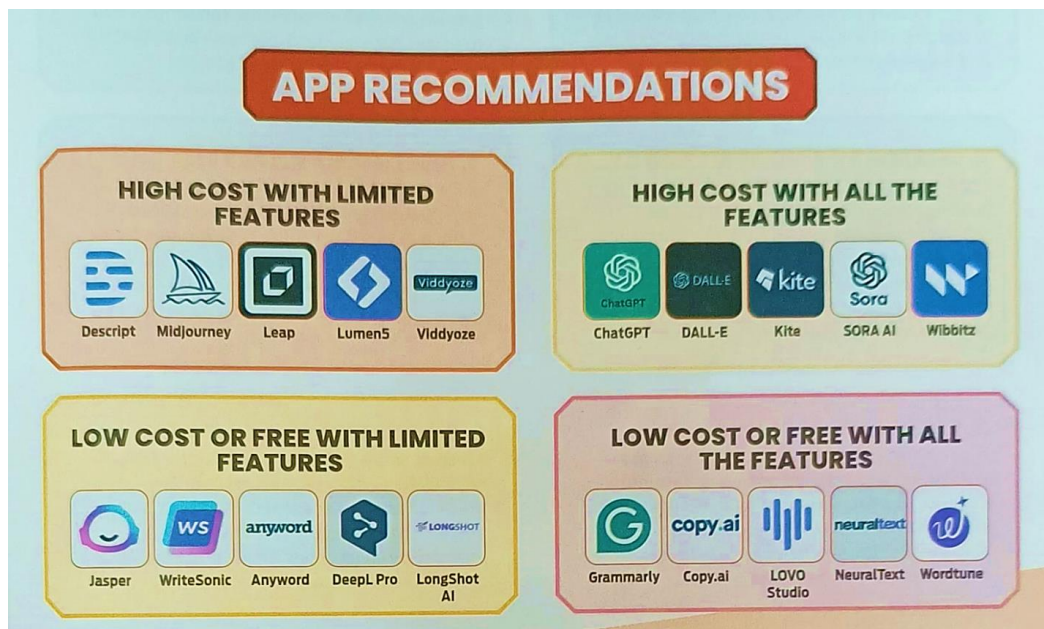 APP RECOMMENDATIONS
HIGH COST WITH LIMITED
FEATURES
Viddyoze
Descript
Midjourney
Leap
Lumen5
Viddyoze
HIGH COST WITH ALL THE
FEATURES
ChatGPT
DALL·E
kite
Sora
ChatGPT
DALL-E
Kite
SORA AI
Wibbitz
LOW COST OR FREE WITH LIMITED
FEATURES
WS
anyword
LONGSHOT
Jasper
WriteSonic
Anyword
DeepL Pro
LongShot
AI
LOW COST OR FREE WITH ALL
THE FEATURES
G
copy.ai
neuraltext
Grammarly
Copy.ai
LOVO
Studio
NeuralText
Wordtune